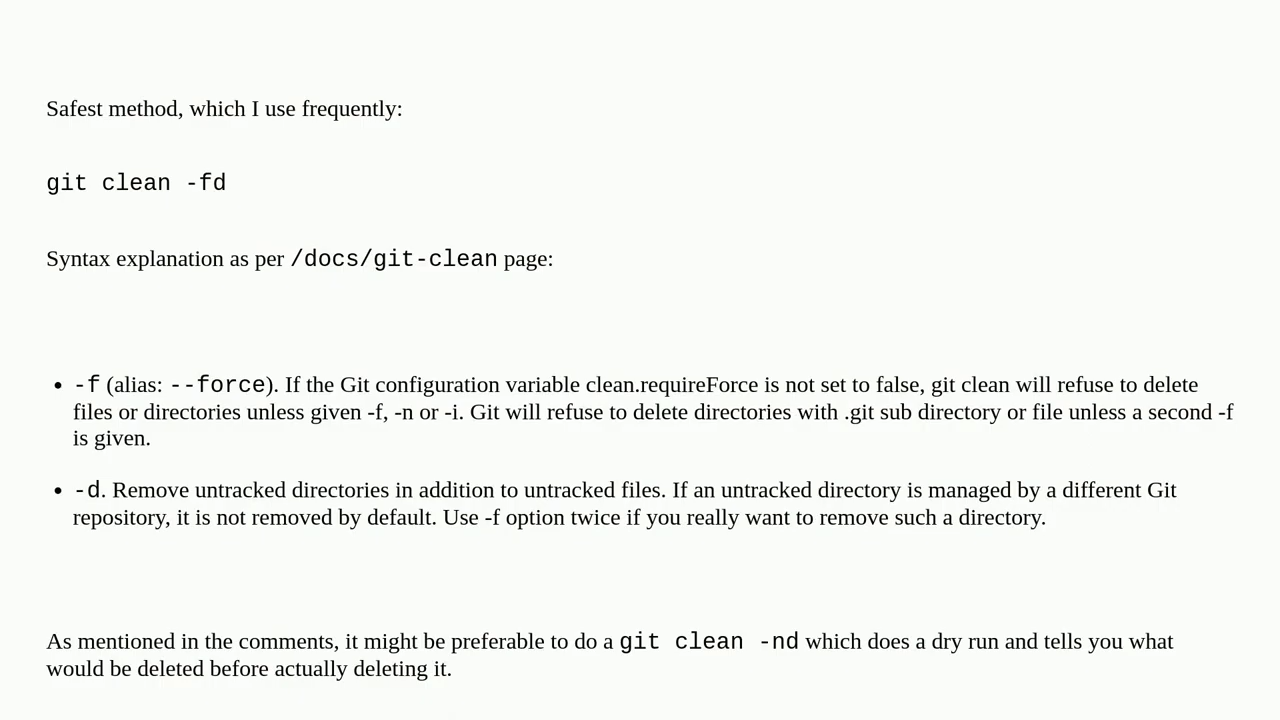 Safest method, which I use frequently:
git clean -fd
Syntax explanation as per /docs/git-clean page:
• -f (alias: --force). If the Git configuration variable clean.requireForce is not set to false, git clean will refuse to delete
files or directories unless given -f, -n or -i. Git will refuse to delete directories with .git sub directory or file unless a second -f
is given.
• -d. Remove untracked directories in addition to untracked files. If an untracked directory is managed by a different Git
repository, it is not removed by default. Use -f option twice if you really want to remove such a directory.
As mentioned in the comments, it might be preferable to do a git clean -nd which does a dry run and tells you what
would be deleted before actually deleting it.